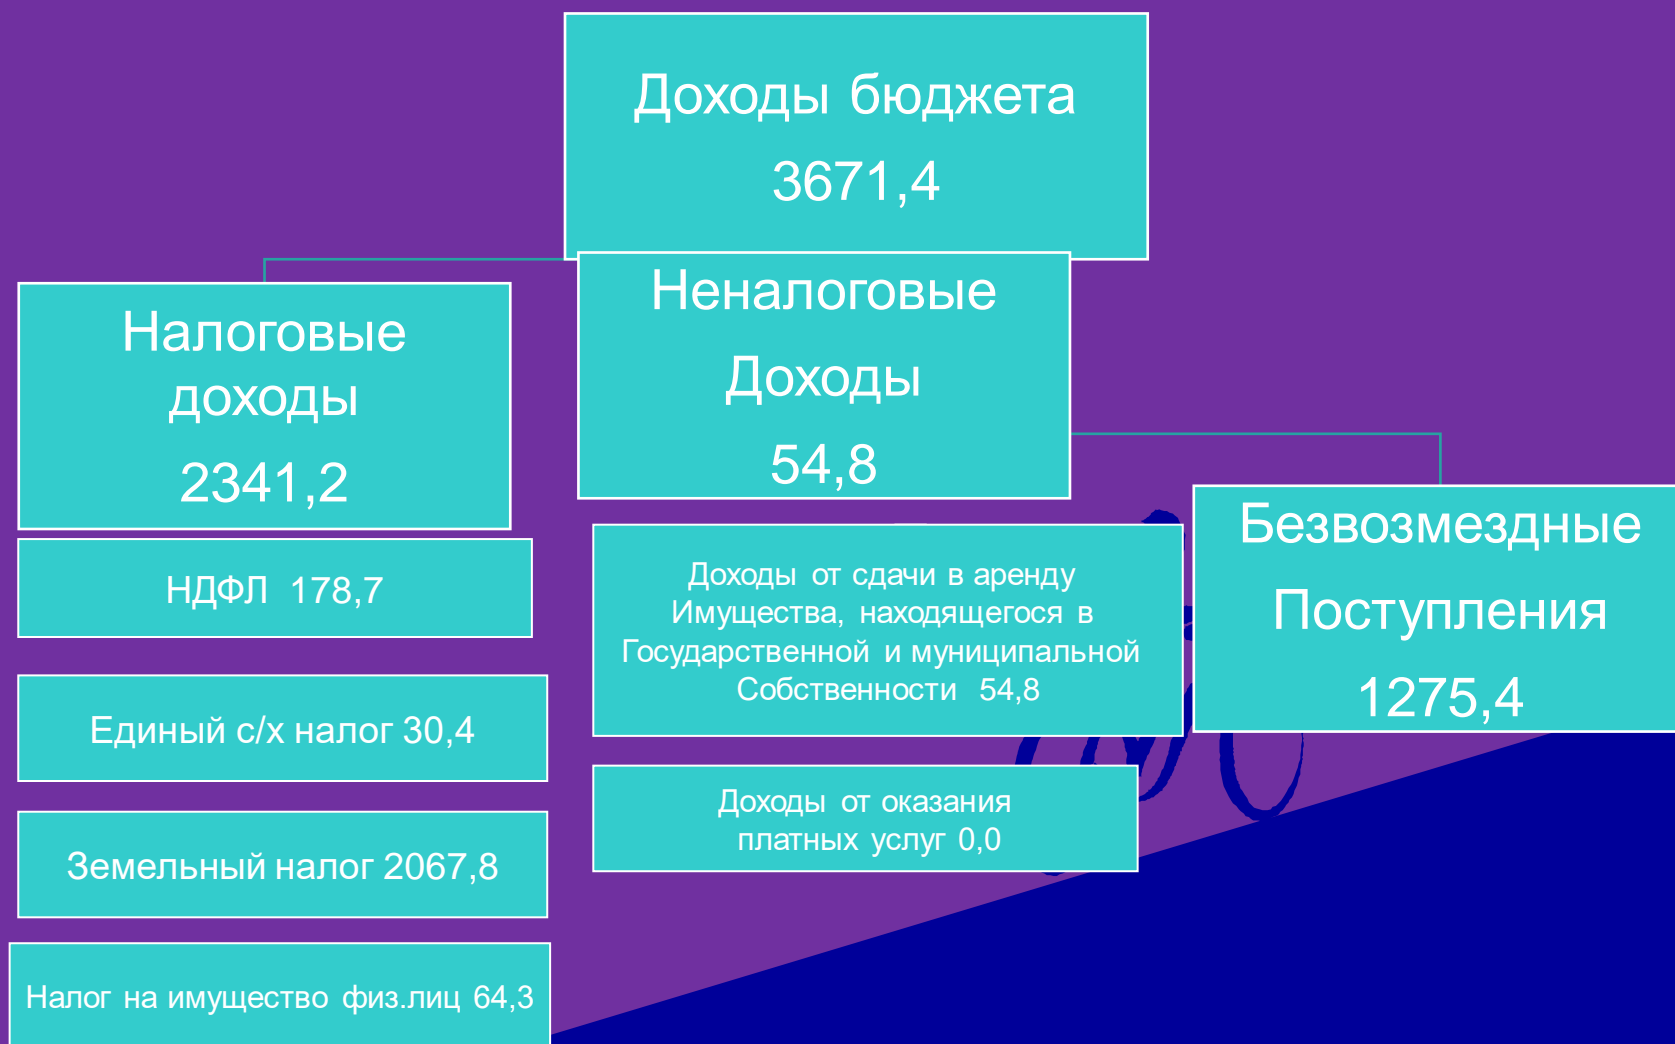 Доходы бюджета
3671,4
Налоговые
доходы
2341,2
НДФЛ 178,7
Единый с/х налог 30,4
Земельный налог 2067,8
Налог на имущество физ.лиц 64,3
Неналоговые
Доходы
54,8
Доходы от сдачи в аренду
Имущества, находящегося в
Государственной и муниципальной
Собственности 54,8
Доходы от оказания
платных услуг 0,0
Безвозмездные
Поступления
1275,4